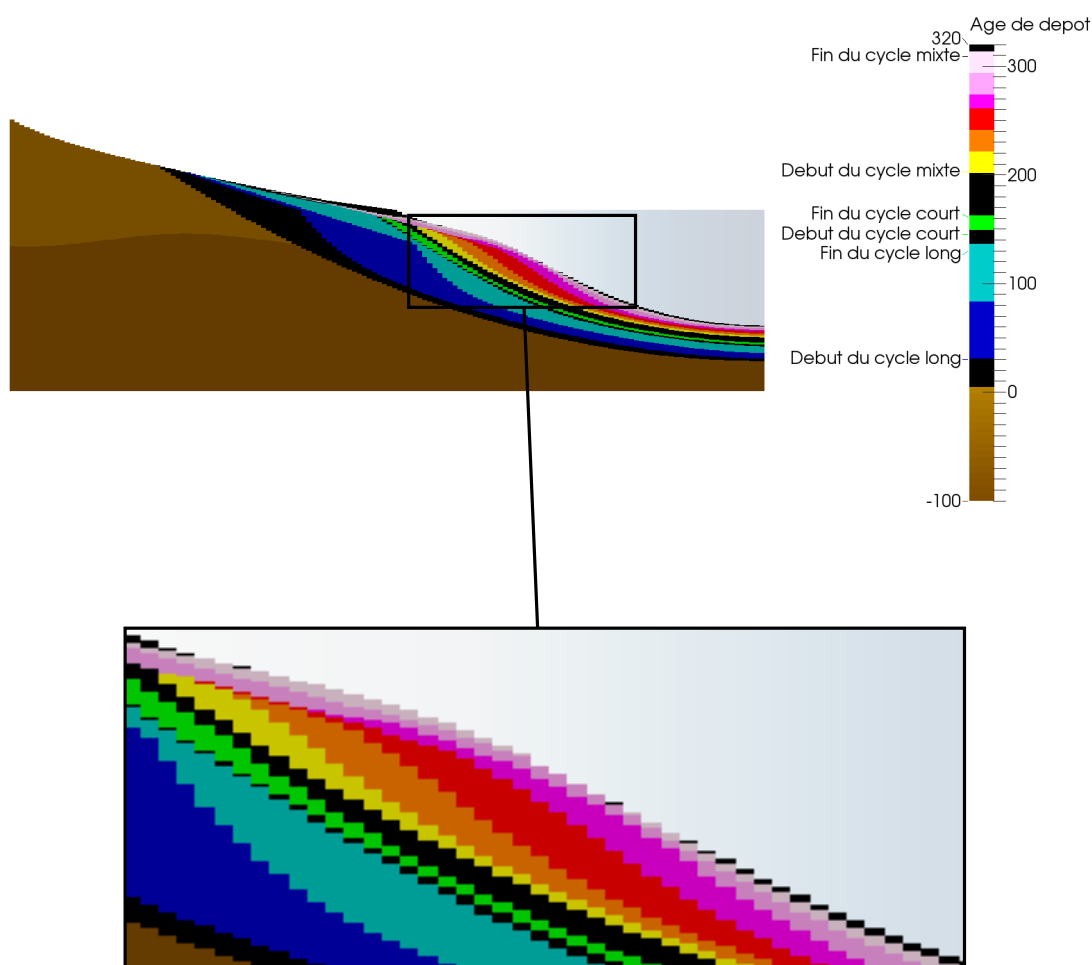 Age de depot
320
Fin du cycle mixte
300
Debut du cycle mixte
200
Fin du cycle court
Debut du cycle court
Fin du cycle long
100
Debut du cycle long
0
-100